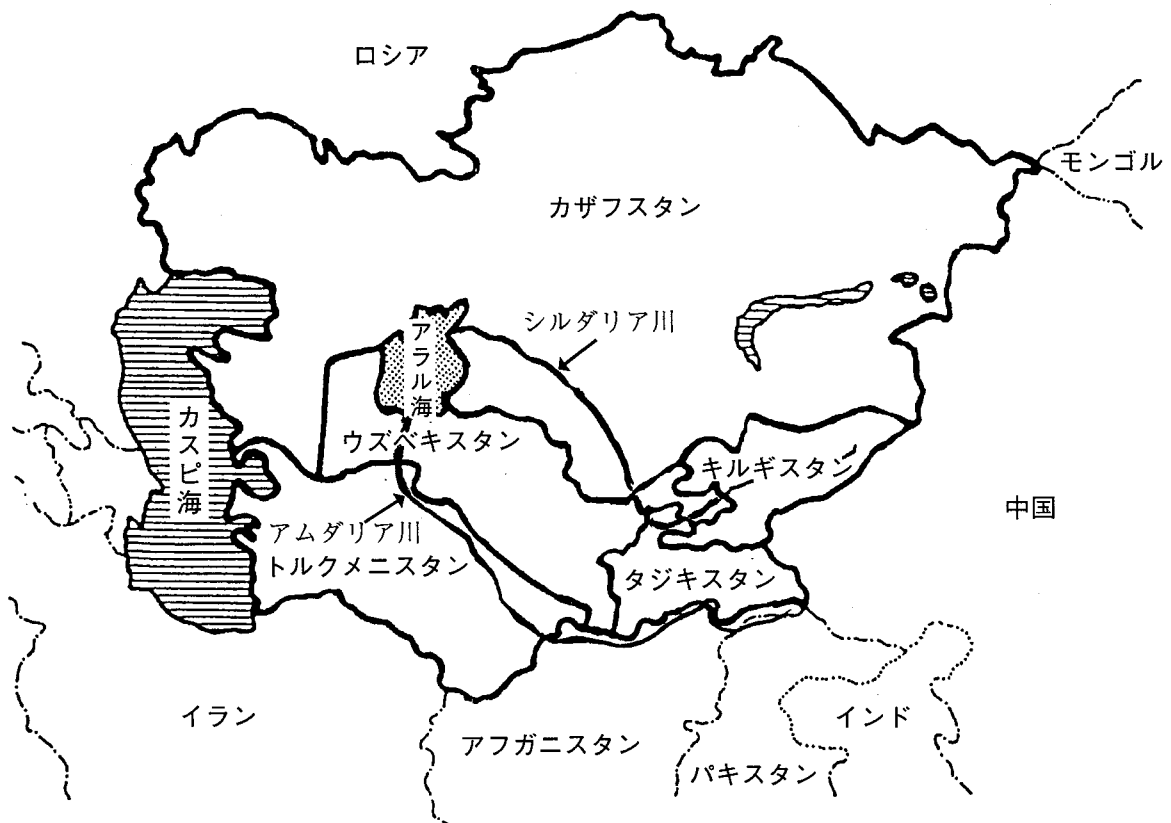 ロシア
モンゴル
カザフスタン
シルダリア川
アラル海
カスピ海
ウズベキスタン
キルギスタン
中国
アムダリア川
トルクメニスタン
タジキスタン
イラン
インド
アフガニスタン
パキスタン